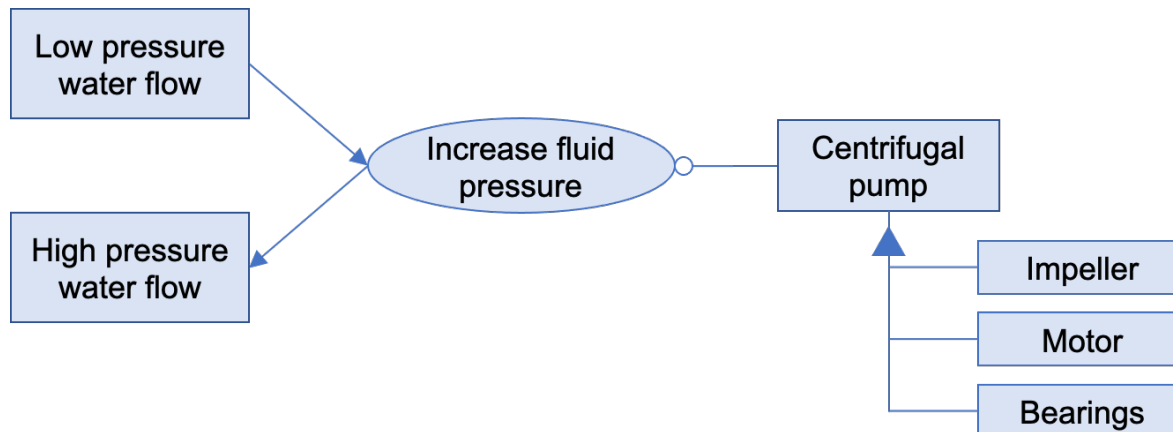 Low pressure
water flow
Increase fluid
pressure
Centrifugal
pump
High pressure
water flow
Impeller
Motor
Bearings